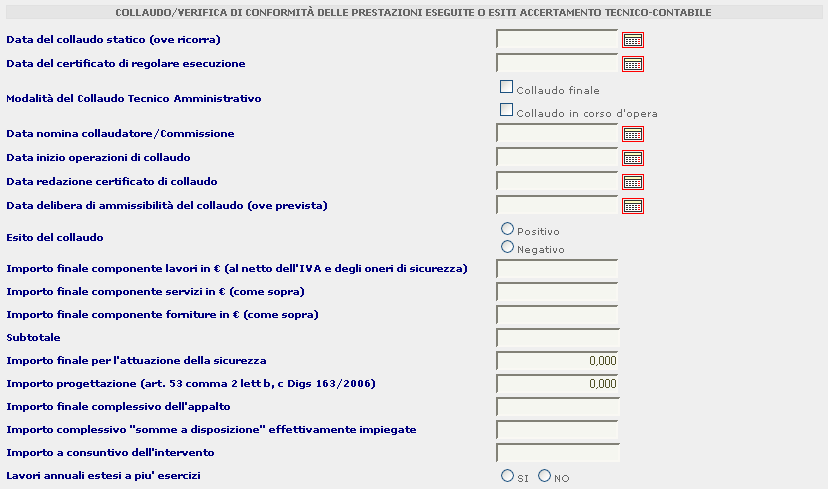 COLLAUDO/VERIFICA DI CONFORMITÀ DELLE PRESTAZIONI ESEGUITE O ESITI ACCERTAMENTO TECNICO-CONTABILE
Data del collaudo statico (ove ricorra)
Data del certificato di regolare esecuzione
Modalità del Collaudo Tecnico Amministrativo
Collaudo finale
Collaudo in corso d'opera
Data nomina collaudatore/Commissione
Data inizio operazioni di collaudo
Data redazione certificato di collaudo
Data delibera di ammissibilità del collaudo (ove prevista)
Esito del collaudo
Positivo
Negativo
Importo finale componente lavori in € (al netto dell'IVA e degli oneri di sicurezza)
Importo finale componente servizi in € (come sopra)
Importo finale componente forniture in € (come sopra)
Subtotale
Importo finale per l'attuazione della sicurezza 0,000
Importo progettazione (art. 53 comma 2 lett b, c Dlgs 163/2006) 0,000
Importo finale complessivo dell'appalto
Importo complessivo "somme a disposizione" effettivamente impiegate
Importo a consuntivo dell'intervento
Lavori annuali estesi a piu' esercizi SI NO